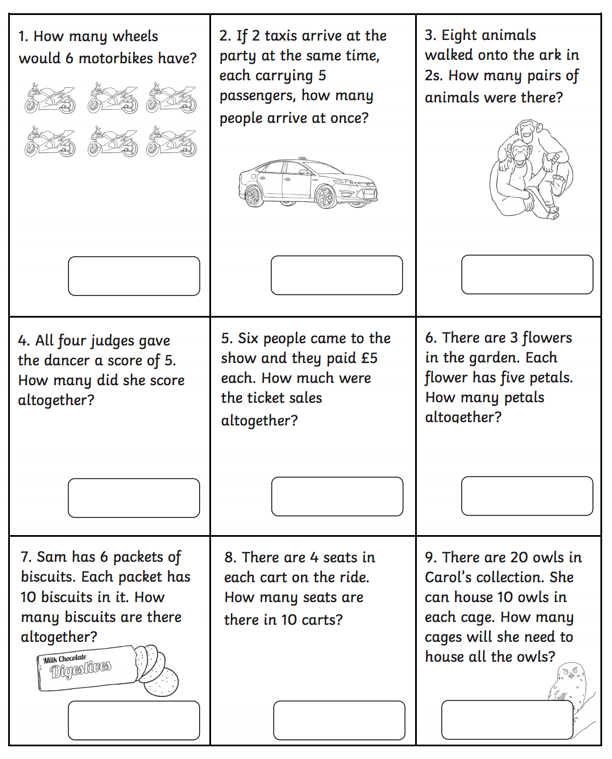 1. How many wheels
would 6 motorbikes have?
2. If 2 taxis arrive at the
party at the same time,
each carrying 5
passengers, how many
people arrive at once?
3. Eight animals
walked onto the ark in
2s. How many pairs of
animals were there?
4. All four judges gave
the dancer a score of 5.
How many did she score
altogether?
5. Six people came to the
show and they paid £5
each. How much were
the ticket sales
altogether?
6. There are 3 flowers
in the garden. Each
flower has five petals.
How many petals
altogether?
7. Sam has 6 packets of
biscuits. Each packet has
10 biscuits in it. How
many biscuits are there
altogether?
Milk Chocolate
Digestives
8. There are 4 seats in
each cart on the ride.
How many seats are
there in 10 carts?
9. There are 20 owls in
Carol's collection. She
can house 10 owls in
each cage. How many
cages will she need to
house all the owls?